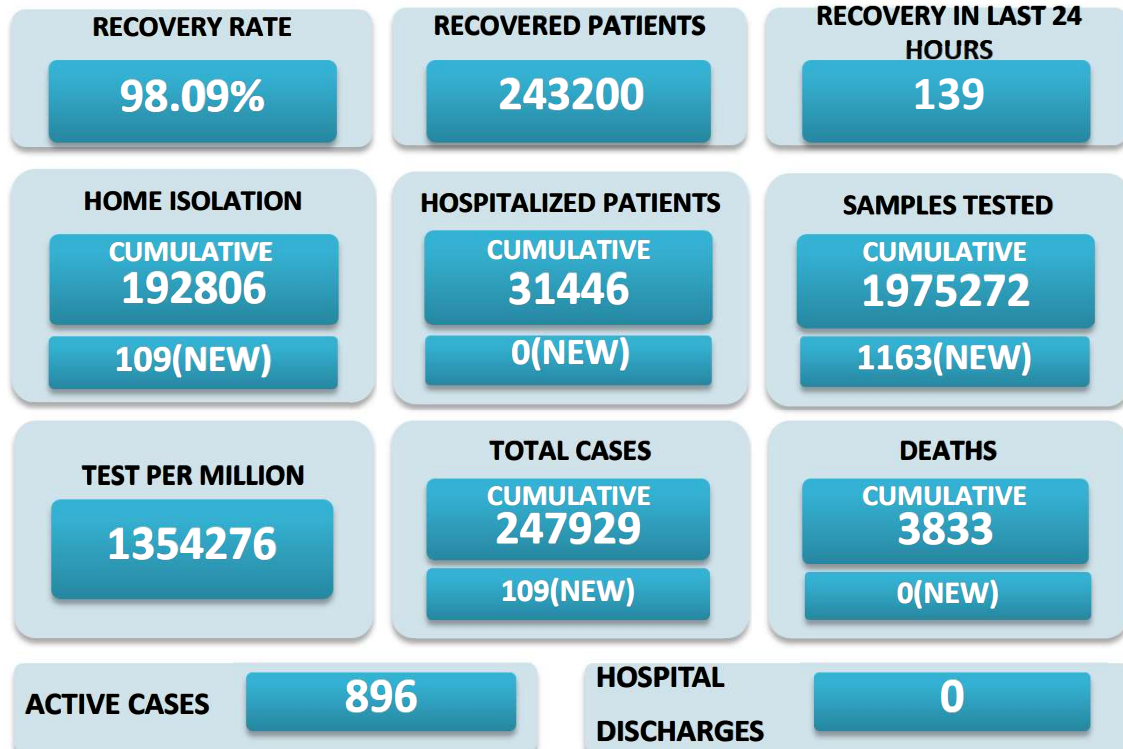 RECOVERY RATE
98.09%
RECOVERED PATIENTS
243200
RECOVERY IN LAST 24
HOURS
139
HOME ISOLATION
CUMULATIVE
192806
109(NEW)
HOSPITALIZED PATIENTS
CUMULATIVE
31446
0(NEW)
SAMPLES TESTED
CUMULATIVE
1975272
1163(NEW)
TEST PER MILLION
1354276
TOTAL CASES
CUMULATIVE
247929
109(NEW)
DEATHS
CUMULATIVE
3833
0(NEW)
ACTIVE CASES
896
HOSPITAL
DISCHARGES
0